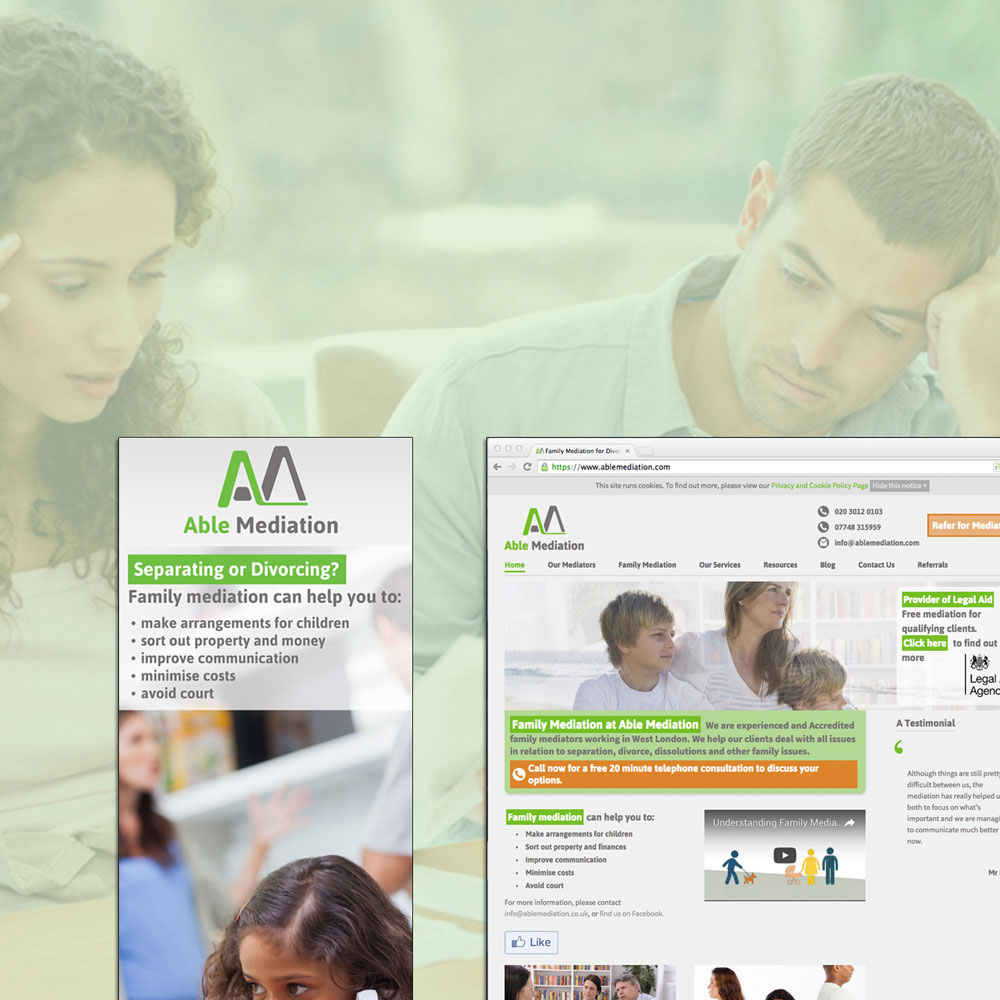 Able Mediation
Separating or Divorcing?
Family mediation can help you to:
• make arrangements for children
• sort out property and money
• improve communication
• minimise costs
• avoid court
Family Mediation for Divo
https://www.ablemediation.com
This site runs cookies. To find out more, please view our Privacy and Cookie Policy Page Hide this notice ×
Able Mediation
020 3012 0103
07748 315959
info@ablemediation.com
Refer for Mediat
Home Our Mediators Family Mediation Our Services Resources Blog Contact Us Referrals
Provider of Legal Aid
Free mediation for
qualifying clients.
Click here to find out
more
Legal
Agenc
Family Mediation at Able Mediation We are experienced and Accredited
family mediators working in West London. We help our clients deal with all issues
in relation to separation, divorce, dissolutions and other family issues.
Call now for a free 20 minute telephone consultation to discuss your
options.
A Testimonial
Although things are still prett
difficult between us, the
mediation has really helped u
both to focus on what's
important and we are managi
to communicate much better
now.
Mr
Family mediation can help you to:
• Make arrangements for children
• Sort out property and finances
• Improve communication
• Minimise costs
• Avoid court
Understanding Family Media...
For more information, please contact
info@ablemediation.co.uk, or find us on Facebook.
Like